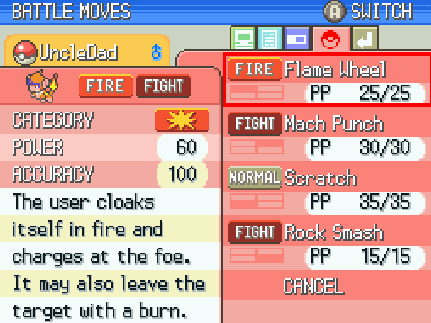 BATTLE MOVES
A SWITCH
UncleDad ♂
FIRE FIGHT
CATEGORY
POWER 60
ACCURACY 100
The user cloaks
itself in fire and
charges at the foe.
It may also leave the
target with a burn.
FIRE Flame Wheel
PP 25/25
FIGHT Mach Punch
PP 30/30
NORMAL Scratch
PP 35/35
FIGHT Rock Smash
PP 15/15
CANCEL